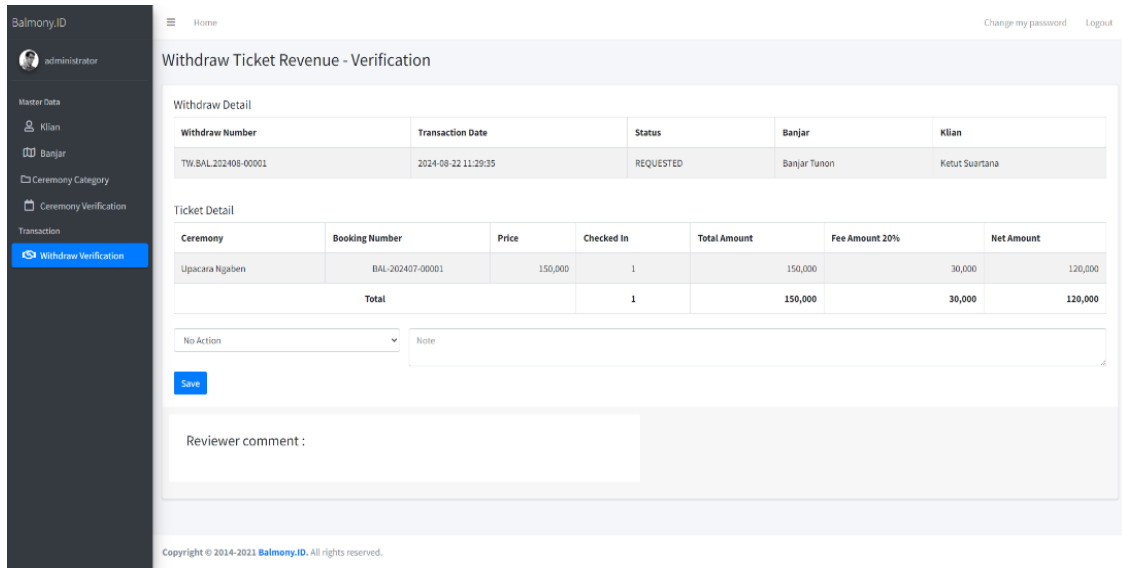 Balmony.ID
Home
Change my password Logout
administrator
Master Data
Klian
Banjar
Ceremony Category
Ceremony Verification
Transaction
Withdraw Verification
Withdraw Ticket Revenue - Verification
Withdraw Detail
Withdraw Number Transaction Date Status Banjar Klian
TW.BAL.202408-00001 2024-08-22 11:29:35 REQUESTED Banjar Tunon Ketut Suartana
Ticket Detail
Ceremony Booking Number Price Checked In Total Amount Fee Amount 20% Net Amount
Upacara Ngaben BAL-202407-00001 150,000 1 150,000 30,000 120,000
Total 1 150,000 30,000 120,000
No Action Note
Save
Reviewer comment :
Copyright © 2014-2021 Balmony.ID. All rights reserved.